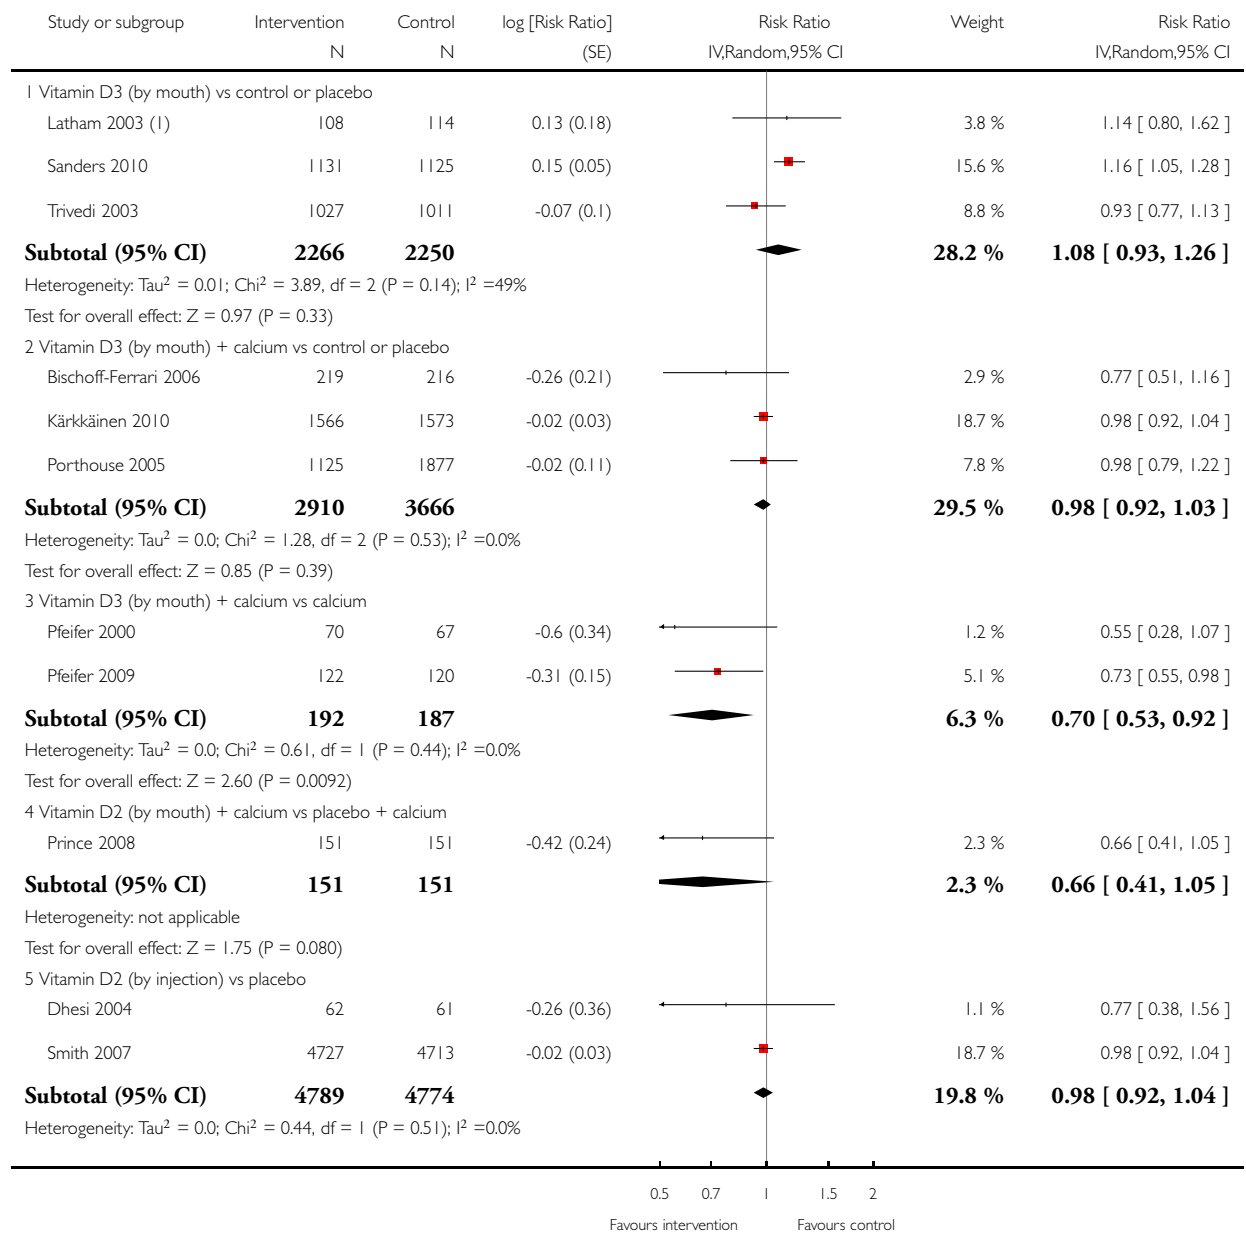 Study or subgroup Intervention Control log [Risk Ratio] Risk Ratio Weight Risk Ratio
N N (SE) IV,Random,95% CI IV,Random,95% CI
1 Vitamin D3 (by mouth) vs control or placebo
Latham 2003 (1) 108 114 0.13 (0.18) 3.8 % 1.14 [ 0.80, 1.62 ]
Sanders 2010 1131 1125 0.15 (0.05) 15.6 % 1.16 [ 1.05, 1.28 ]
Trivedi 2003 1027 1011 -0.07 (0.1) 8.8 % 0.93 [ 0.77, 1.13 ]
Subtotal (95% CI) 2266 2250 28.2 % 1.08 [ 0.93, 1.26 ]
Heterogeneity: Tau² = 0.01; Chi² = 3.89, df = 2 (P = 0.14); I² =49%
Test for overall effect: Z = 0.97 (P = 0.33)
2 Vitamin D3 (by mouth) + calcium vs control or placebo
Bischoff-Ferrari 2006 219 216 -0.26 (0.21) 2.9 % 0.77 [ 0.51, 1.16 ]
Kärkkäinen 2010 1566 1573 -0.02 (0.03) 18.7 % 0.98 [ 0.92, 1.04 ]
Porthouse 2005 1125 1877 -0.02 (0.11) 7.8 % 0.98 [ 0.79, 1.22 ]
Subtotal (95% CI) 2910 3666 29.5 % 0.98 [ 0.92, 1.03 ]
Heterogeneity: Tau² = 0.0; Chi² = 1.28, df = 2 (P = 0.53); I² =0.0%
Test for overall effect: Z = 0.85 (P = 0.39)
3 Vitamin D3 (by mouth) + calcium vs calcium
Pfeifer 2000 70 67 -0.6 (0.34) 1.2 % 0.55 [ 0.28, 1.07 ]
Pfeifer 2009 122 120 -0.31 (0.15) 5.1 % 0.73 [ 0.55, 0.98 ]
Subtotal (95% CI) 192 187 6.3 % 0.70 [ 0.53, 0.92 ]
Heterogeneity: Tau² = 0.0; Chi² = 0.61, df = 1 (P = 0.44); I² =0.0%
Test for overall effect: Z = 2.60 (P = 0.0092)
4 Vitamin D2 (by mouth) + calcium vs placebo + calcium
Prince 2008 151 151 -0.42 (0.24) 2.3 % 0.66 [ 0.41, 1.05 ]
Subtotal (95% CI) 151 151 2.3 % 0.66 [ 0.41, 1.05 ]
Heterogeneity: not applicable
Test for overall effect: Z = 1.75 (P = 0.080)
5 Vitamin D2 (by injection) vs placebo
Dhesi 2004 62 61 -0.26 (0.36) 1.1 % 0.77 [ 0.38, 1.56 ]
Smith 2007 4727 4713 -0.02 (0.03) 18.7 % 0.98 [ 0.92, 1.04 ]
Subtotal (95% CI) 4789 4774 19.8 % 0.98 [ 0.92, 1.04 ]
Heterogeneity: Tau² = 0.0; Chi² = 0.44, df = 1 (P = 0.51); I² =0.0%
0.5 0.7 1 1.5 2
Favours intervention Favours control